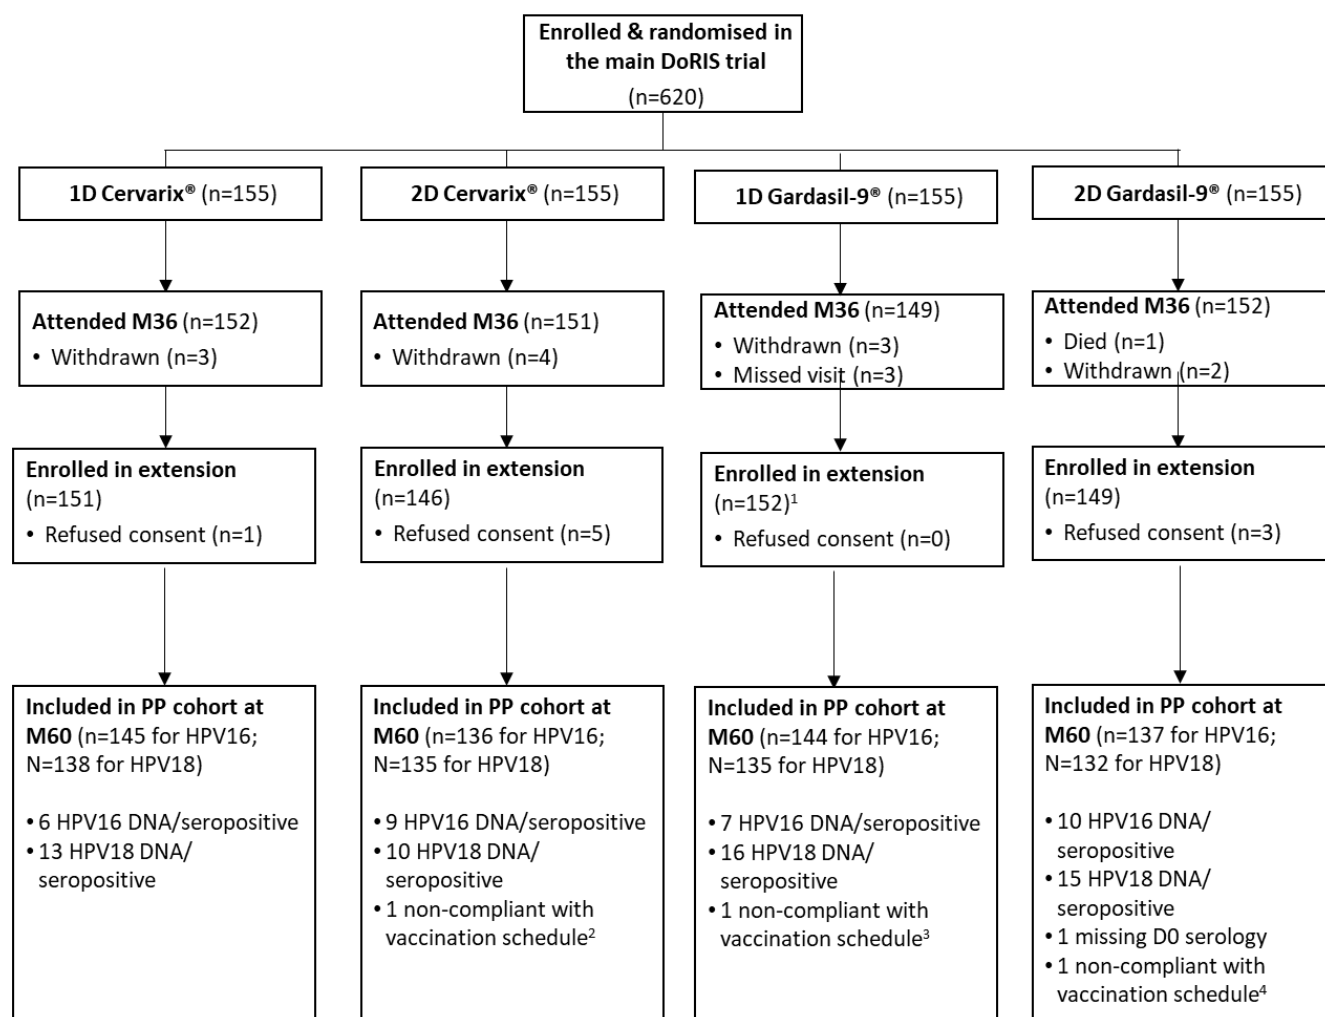 Enrolled & randomised in
the main DoRIS trial
(n=620)
1D Cervarix® (n=155)
2D Cervarix® (n=155)
1D Gardasil-9® (n=155)
2D Gardasil-9® (n=155)
Attended M36 (n=152)
• Withdrawn (n=3)
Attended M36 (n=151)
• Withdrawn (n=4)
Attended M36 (n=149)
• Withdrawn (n=3)
• Missed visit (n=3)
Attended M36 (n=152)
• Died (n=1)
• Withdrawn (n=2)
Enrolled in extension
(n=151)
• Refused consent (n=1)
Enrolled in extension
(n=146)
• Refused consent (n=5)
Enrolled in extension
(n=152)¹
• Refused consent (n=0)
Enrolled in extension
(n=149)
• Refused consent (n=3)
Included in PP cohort at
M60 (n=145 for HPV16;
N=138 for HPV18)
• 6 HPV16 DNA/seropositive
• 13 HPV18 DNA/
seropositive
Included in PP cohort at
M60 (n=136 for HPV16;
N=135 for HPV18)
• 9 HPV16 DNA/seropositive
• 10 HPV18 DNA/
seropositive
• 1 non-compliant with
vaccination schedule²
Included in PP cohort at
M60 (n=144 for HPV16;
N=135 for HPV18)
• 7 HPV16 DNA/seropositive
• 16 HPV18 DNA/
seropositive
• 1 non-compliant with
vaccination schedule³
Included in PP cohort at
M60 (n=137 for HPV16;
N=132 for HPV18)
• 10 HPV16 DNA/
seropositive
• 15 HPV18 DNA/
seropositive
• 1 missing D0 serology
• 1 non-compliant with
vaccination schedule⁴